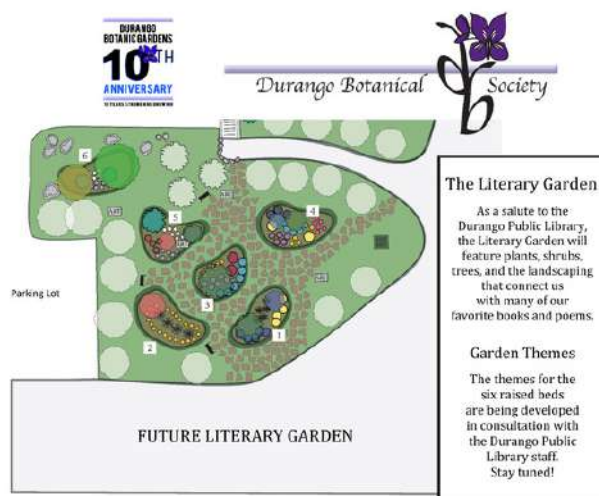 DURANGO
BOTANIC GARDENS
10TH
ANNIVERSARY
Durango Botanical Society
6
5
4
3
2
1
Parking Lot
FUTURE LITERARY GARDEN
The Literary Garden
As a salute to the
Durango Public Library,
the Literary Garden will
feature plants, shrubs,
trees, and the landscaping
that connect us
with many of our
favorite books and poems.
Garden Themes
The themes for the
six raised beds
are being developed
in consultation with
the Durango Public
Library staff.
Stay tuned!